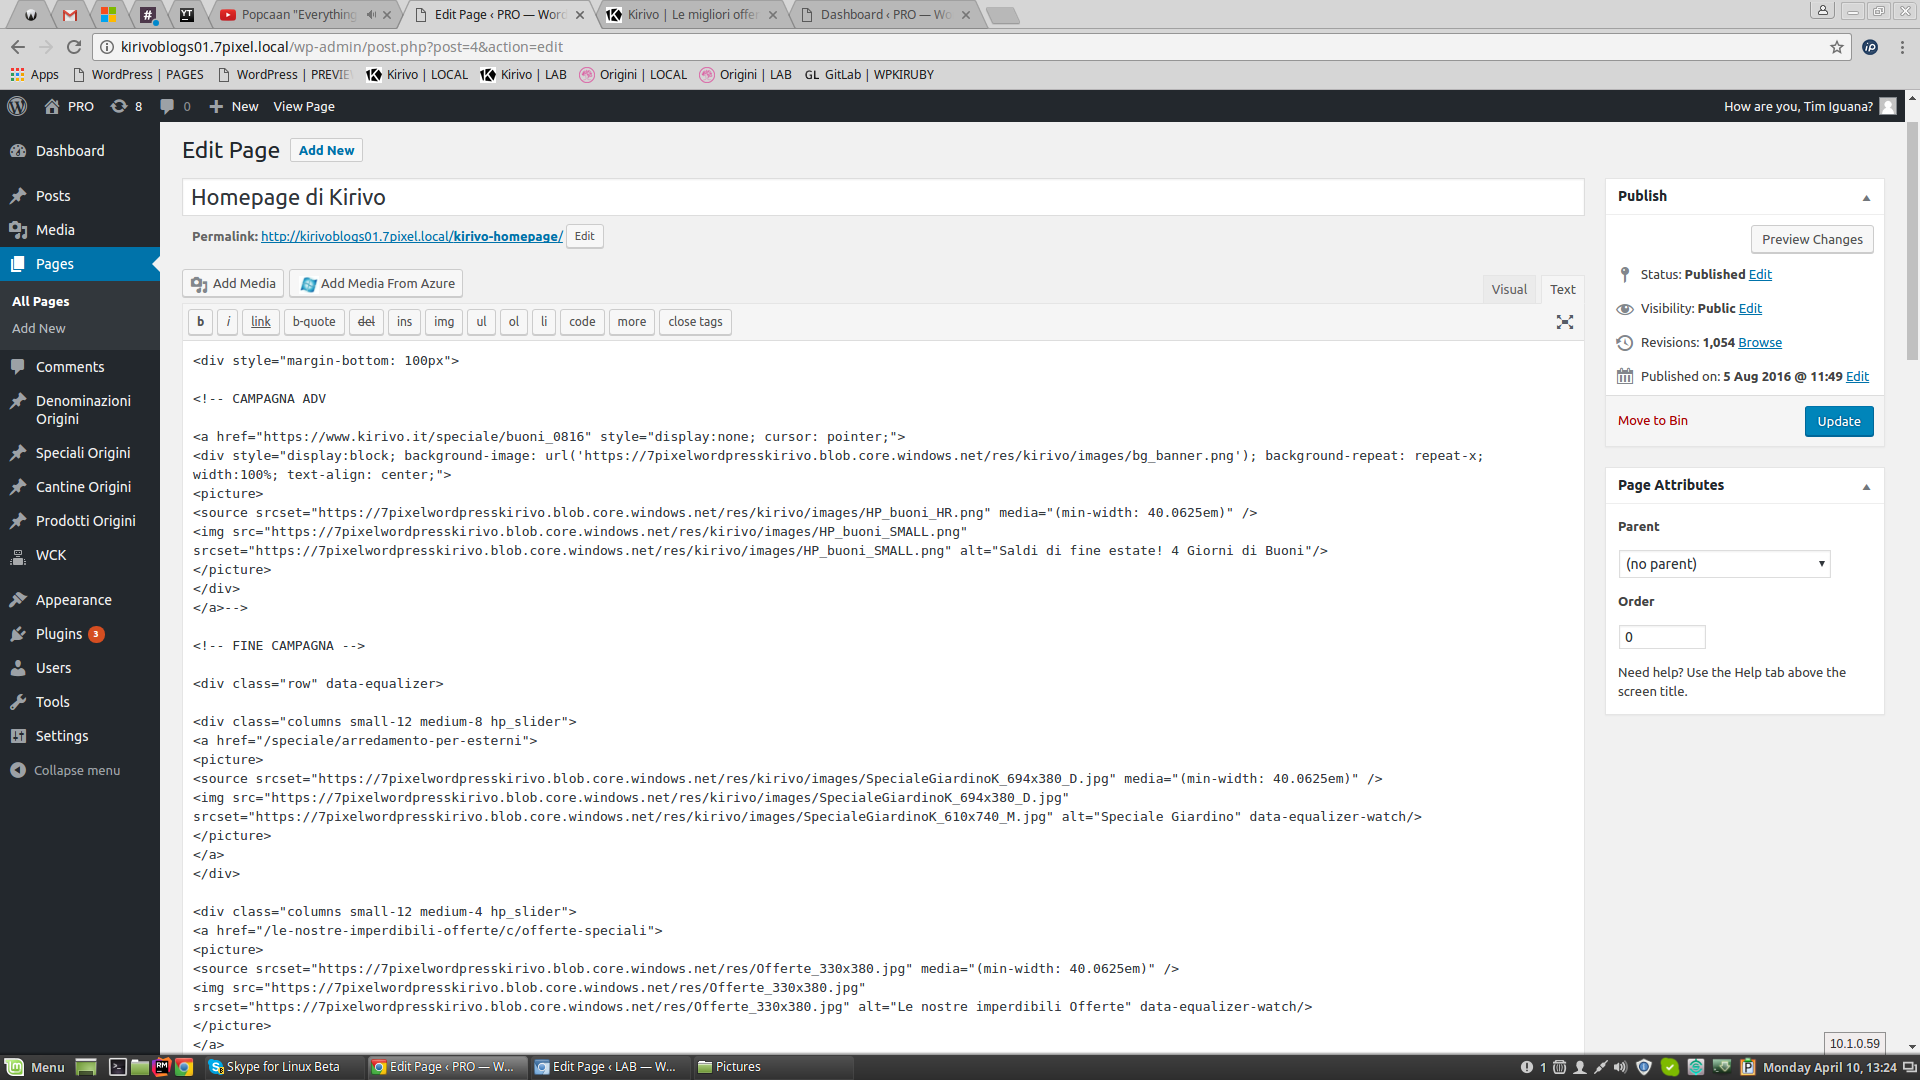 Popcaan "Everything
Edit Page ‹ PRO — Word
Kirivo | Le migliori offer
Dashboard ‹ PRO — Wo
kirivoblogs01.7pixel.local/wp-admin/post.php?post=4&action=edit
Apps
WordPress | PAGES
WordPress | PREVIE
Kirivo | LOCAL
Kirivo | LAB
Origini | LOCAL
Origini | LAB
GL GitLab | WPKIRUBY
PRO
8
0
New
View Page
How are you, Tim Iguana?
Dashboard
Posts
Media
Pages
All Pages
Add New
Comments
Denominazioni
Origini
Speciali Origini
Cantine Origini
Prodotti Origini
WCK
Appearance
Plugins 3
Users
Tools
Settings
Collapse menu
Edit Page Add New
Homepage di Kirivo
Permalink: http://kirivoblogs01.7pixel.local/kirivo-homepage/ Edit
Add Media
Add Media From Azure
Visual
Text
b i link b-quote del ins img ul ol li code more close tags
<div style="margin-bottom: 100px">
<!-- CAMPAGNA ADV
<a href="https://www.kirivo.it/speciale/buoni_0816" style="display:none; cursor: pointer;">
<div style="display:block; background-image: url('https://7pixelwordpresskirivo.blob.core.windows.net/res/kirivo/images/bg_banner.png'); background-repeat: repeat-x;
width:100%; text-align: center;">
<picture>
<source srcset="https://7pixelwordpresskirivo.blob.core.windows.net/res/kirivo/images/HP_buoni_HR.png" media="(min-width: 40.0625em)" />
<img src="https://7pixelwordpresskirivo.blob.core.windows.net/res/kirivo/images/HP_buoni_SMALL.png"
srcset="https://7pixelwordpresskirivo.blob.core.windows.net/res/kirivo/images/HP_buoni_SMALL.png" alt="Saldi di fine estate! 4 Giorni di Buoni"/>
</picture>
</div>
</a>-->
<!-- FINE CAMPAGNA -->
<div class="row" data-equalizer>
<div class="columns small-12 medium-8 hp_slider">
<a href="/speciale/arredamento-per-esterni">
<picture>
<source srcset="https://7pixelwordpresskirivo.blob.core.windows.net/res/kirivo/images/SpecialeGiardinoK_694x380_D.jpg" media="(min-width: 40.0625em)" />
<img src="https://7pixelwordpresskirivo.blob.core.windows.net/res/kirivo/images/SpecialeGiardinoK_694x380_D.jpg"
srcset="https://7pixelwordpresskirivo.blob.core.windows.net/res/kirivo/images/SpecialeGiardinoK_610x740_M.jpg" alt="Speciale Giardino" data-equalizer-watch/>
</picture>
</a>
</div>
<div class="columns small-12 medium-4 hp_slider">
<a href="/le-nostre-imperdibili-offerte/c/offerte-speciali">
<picture>
<source srcset="https://7pixelwordpresskirivo.blob.core.windows.net/res/Offerte_330x380.jpg" media="(min-width: 40.0625em)" />
<img src="https://7pixelwordpresskirivo.blob.core.windows.net/res/Offerte_330x380.jpg"
srcset="https://7pixelwordpresskirivo.blob.core.windows.net/res/Offerte_330x380.jpg" alt="Le nostre imperdibili Offerte" data-equalizer-watch/>
</picture>
</a>
Publish
Preview Changes
Status: Published Edit
Visibility: Public Edit
Revisions: 1,054 Browse
Published on: 5 Aug 2016 @ 11:49 Edit
Move to Bin
Update
Page Attributes
Parent
(no parent)
Order
0
Need help? Use the Help tab above the
screen title.
10.1.0.59
Menu
Skype for Linux Beta
Edit Page ‹ PRO — W...
Edit Page ‹ LAB — W...
Pictures
1
Monday April 10, 13:24